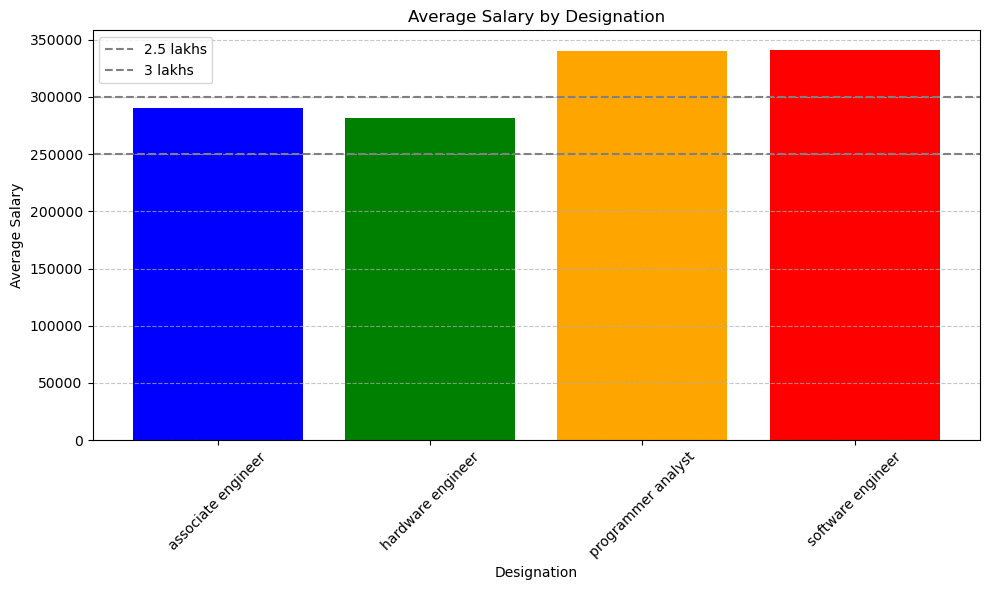 Average Salary by Designation
2.5 lakhs
3 lakhs
350000
300000
250000
200000
150000
100000
50000
0
Average Salary
associate engineer
hardware engineer
programmer analyst
software engineer
Designation